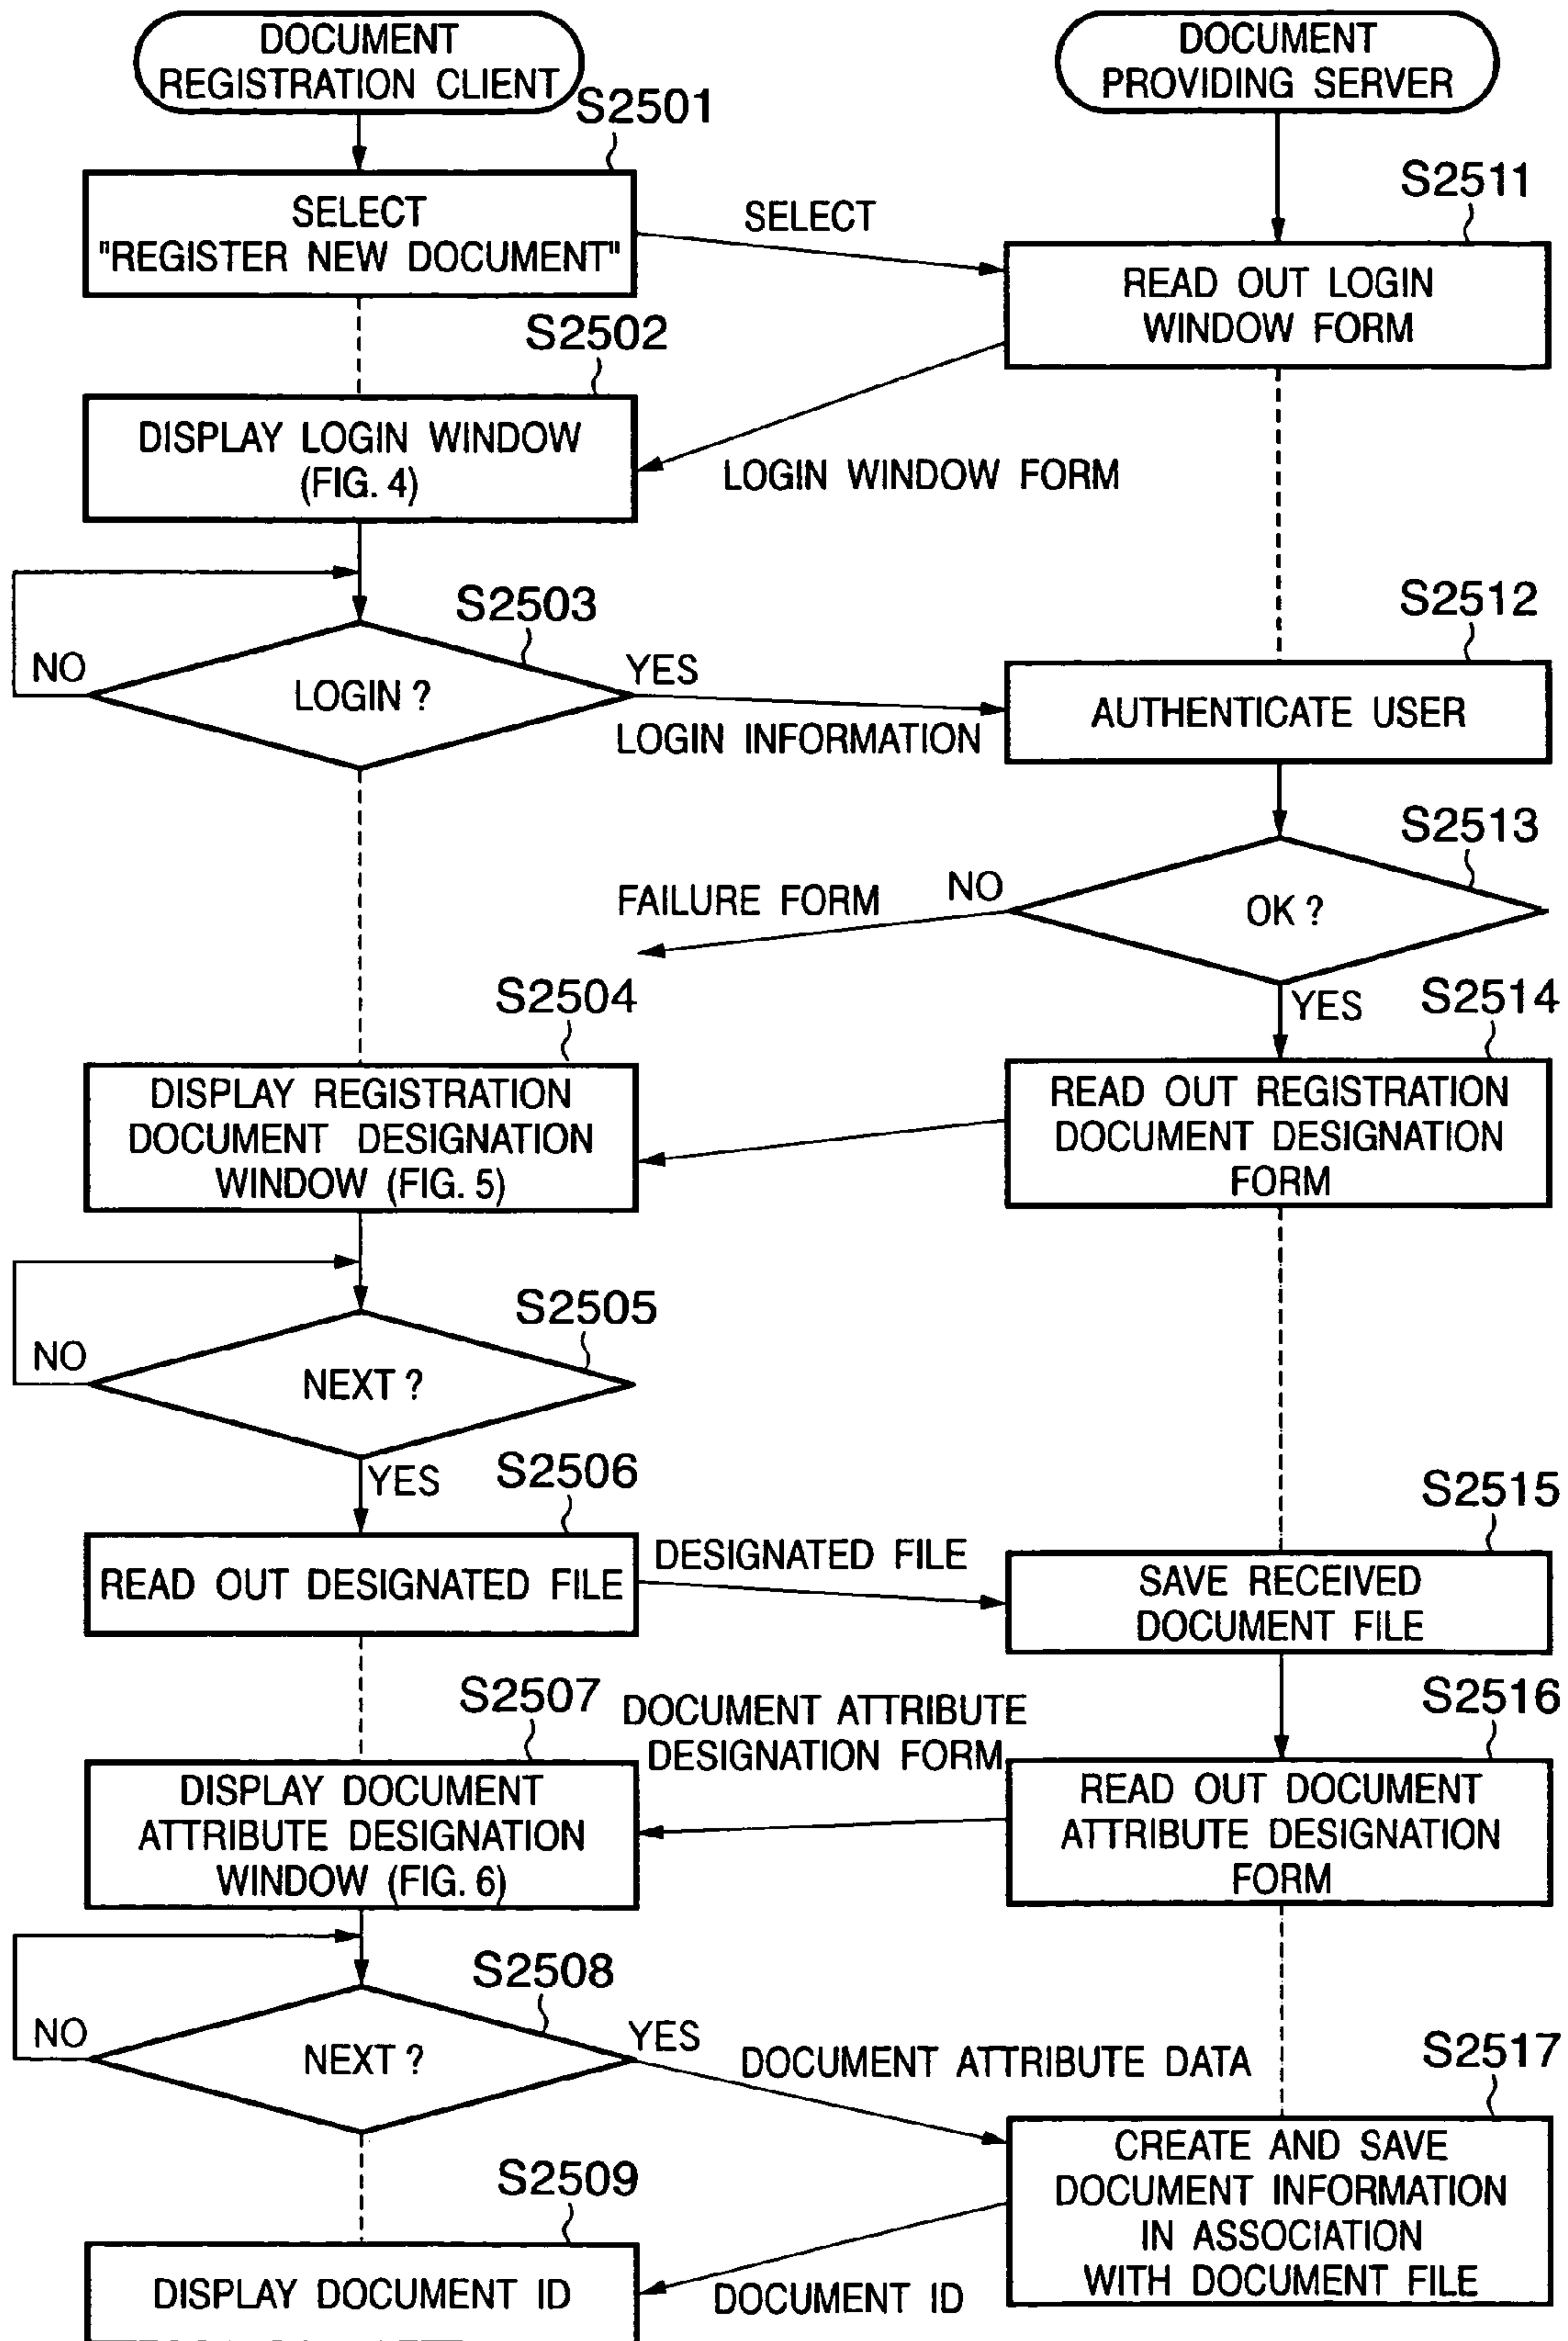 DOCUMENT
REGISTRATION CLIENT
DOCUMENT
PROVIDING SERVER
S2501
SELECT
"REGISTER NEW DOCUMENT"
SELECT
S2511
READ OUT LOGIN
WINDOW FORM
S2502
DISPLAY LOGIN WINDOW
(FIG. 4)
LOGIN WINDOW FORM
S2503
NO
LOGIN ?
YES
LOGIN INFORMATION
S2512
AUTHENTICATE USER
S2513
OK ?
NO
FAILURE FORM
YES
S2504
DISPLAY REGISTRATION
DOCUMENT DESIGNATION
WINDOW (FIG. 5)
S2514
READ OUT REGISTRATION
DOCUMENT DESIGNATION
FORM
S2505
NO
NEXT ?
YES
S2506
READ OUT DESIGNATED FILE
DESIGNATED FILE
S2515
SAVE RECEIVED
DOCUMENT FILE
S2507
DISPLAY DOCUMENT
ATTRIBUTE DESIGNATION
WINDOW (FIG. 6)
DOCUMENT ATTRIBUTE
DESIGNATION FORM
S2516
READ OUT DOCUMENT
ATTRIBUTE DESIGNATION
FORM
S2508
NO
NEXT ?
YES
DOCUMENT ATTRIBUTE DATA
S2517
CREATE AND SAVE
DOCUMENT INFORMATION
IN ASSOCIATION
WITH DOCUMENT FILE
S2509
DISPLAY DOCUMENT ID
DOCUMENT ID